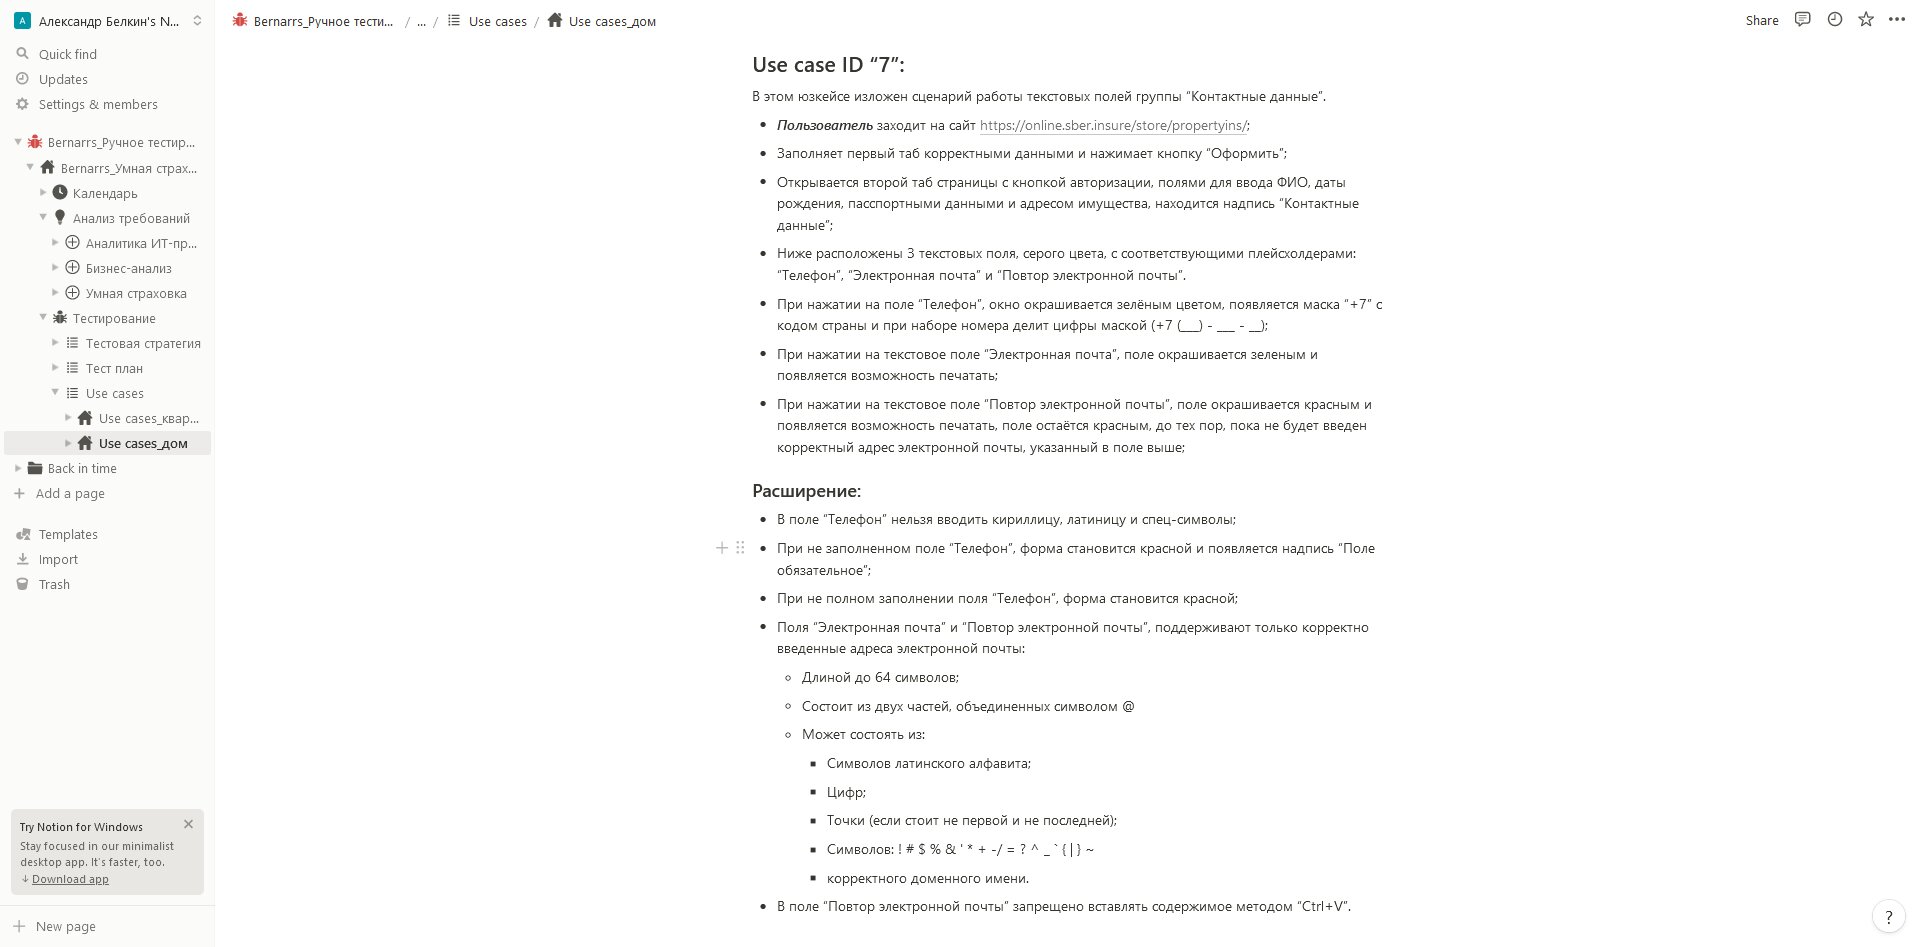 A Александр Белкин's N...
Quick find
Updates
Settings & members
Bernarrs_Ручное тестир...
Bernarrs_Умная страх...
Календарь
Анализ требований
Аналитика ИТ-пр...
Бизнес-анализ
Умная страховка
Тестирование
Тестовая стратегия
Тест план
Use cases
Use cases_квар...
Use cases_дом
Back in time
Add a page
Templates
Import
Trash
Try Notion for Windows
Stay focused in our minimalist
desktop app. It's faster, too.
↓ Download app
New page
Bernarrs_Ручное тести... / ... / Use cases / Use cases_дом
Share
Use case ID “7”:
В этом юзкейсе изложен сценарий работы текстовых полей группы “Контактные данные”.
• Пользователь заходит на сайт https://online.sber.insure/store/propertyins/;
• Заполняет первый таб корректными данными и нажимает кнопку “Оформить”;
• Открывается второй таб страницы с кнопкой авторизации, полями для ввода ФИО, даты
рождения, пасспортными данными и адресом имущества, находится надпись “Контактные
данные”;
• Ниже расположены 3 текстовых поля, серого цвета, с соответствующими плейсхолдерами:
“Телефон”, “Электронная почта” и “Повтор электронной почты”.
• При нажатии на поле “Телефон”, окно окрашивается зелёным цветом, появляется маска “+7” с
кодом страны и при наборе номера делит цифры маской (+7 (___) - ___ - __);
• При нажатии на текстовое поле “Электронная почта”, поле окрашивается зеленым и
появляется возможность печатать;
• При нажатии на текстовое поле “Повтор электронной почты”, поле окрашивается красным и
появляется возможность печатать, поле остаётся красным, до тех пор, пока не будет введен
корректный адрес электронной почты, указанный в поле выше;
Расширение:
• В поле “Телефон” нельзя вводить кириллицу, латиницу и спец-символы;
• При не заполненном поле “Телефон”, форма становится красной и появляется надпись “Поле
обязательное”;
• При не полном заполнении поля “Телефон”, форма становится красной;
• Поля “Электронная почта” и “Повтор электронной почты”, поддерживают только корректно
введенные адреса электронной почты:
◦ Длиной до 64 символов;
◦ Состоит из двух частей, объединенных символом @
◦ Может состоять из:
▪ Символов латинского алфавита;
▪ Цифр;
▪ Точки (если стоит не первой и не последней);
▪ Символов: ! # $ % & ' * + -/ = ? ^ _ ` { | } ~
▪ корректного доменного имени.
• В поле “Повтор электронной почты” запрещено вставлять содержимое методом “Ctrl+V”.
?